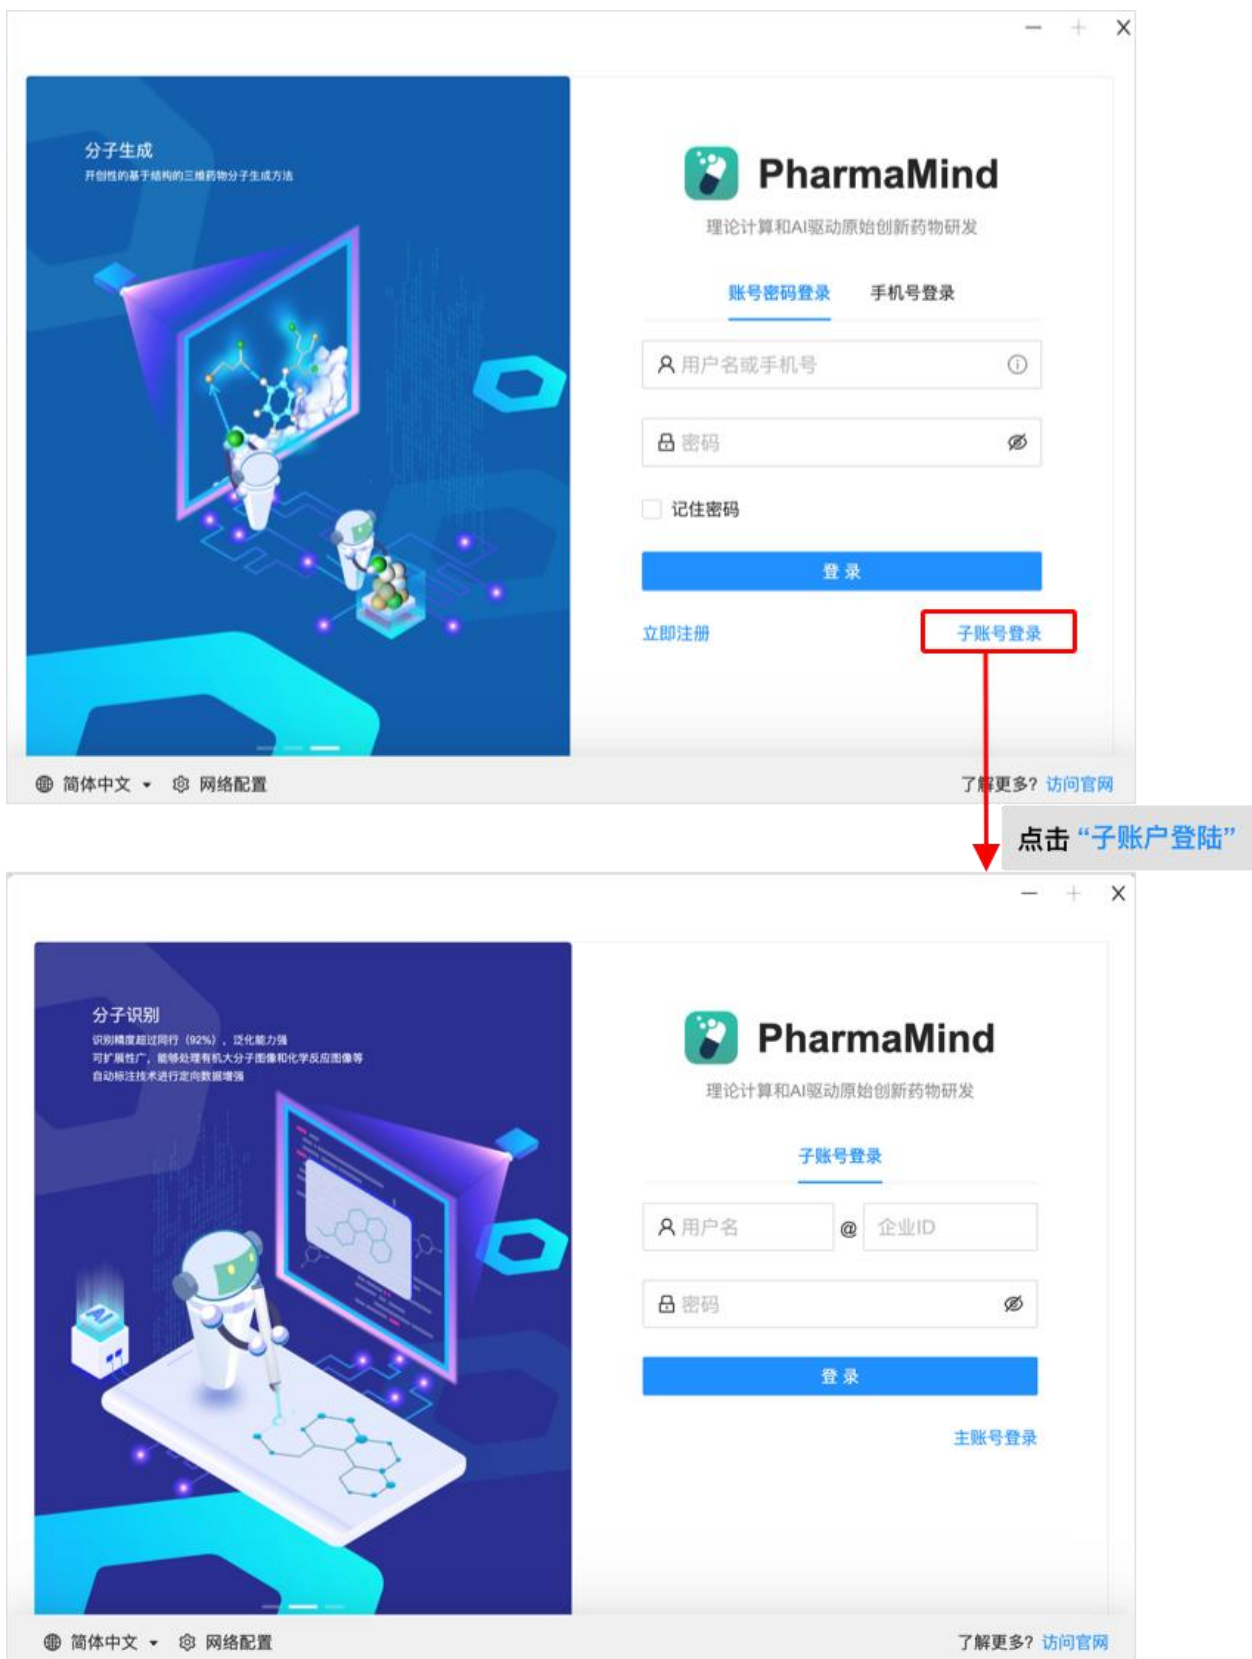 分子生成
开创性的基于结构的三维药物分子生成方法
PharmaMind
理论计算和AI驱动原始创新药物研发
账号密码登录 手机号登录
用户名或手机号
密码
记住密码
登录
立即注册 子账号登录
简体中文 网络配置 了解更多? 访问官网
点击“子账户登陆”
分子识别
识别精度超过同行（92%），泛化能力强
可扩展性广，能够处理有机大分子图像和化学反应图像等
自动标注技术来进行定向数据增强
PharmaMind
理论计算和AI驱动原始创新药物研发
子账号登录
用户名 @ 企业ID
密码
登录
主账号登录
AI
简体中文 网络配置 了解更多? 访问官网